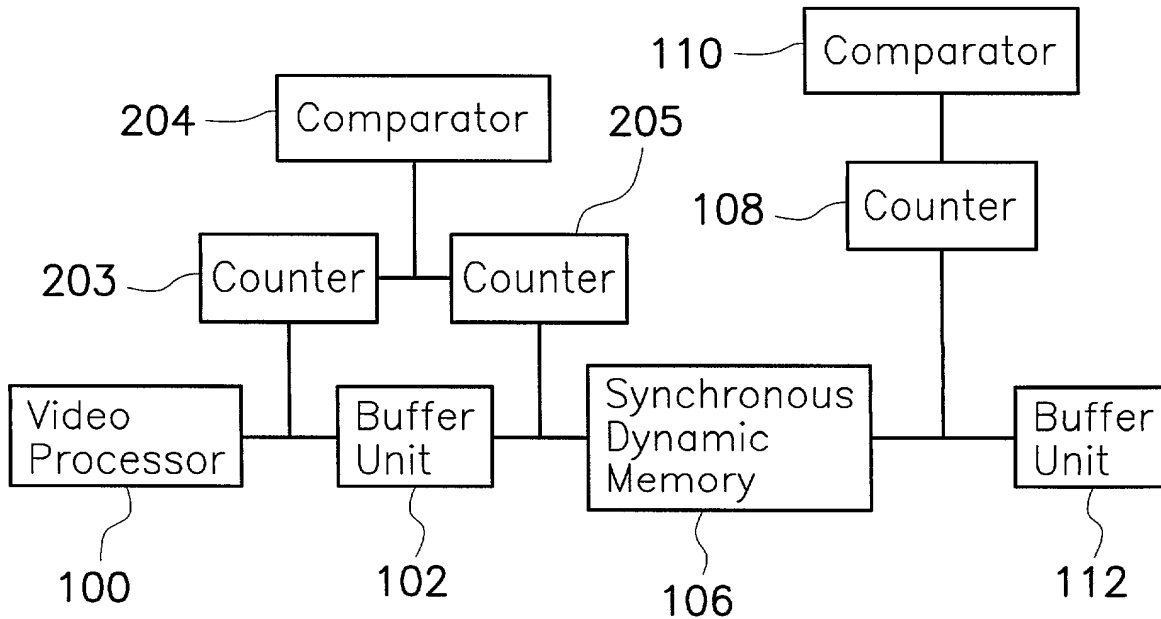 110
Comparator
204
Comparator
205
108
Counter
203
Counter
Counter
Video
Processor
Buffer
Unit
Synchronous
Dynamic
Memory
Buffer
Unit
100
102
106
112